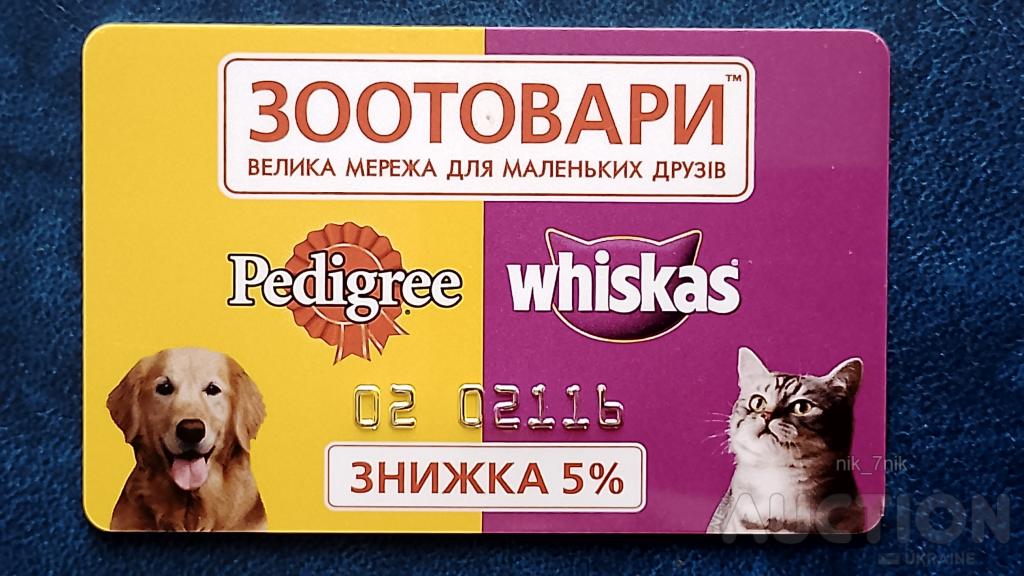 ЗООТОВАРИ™
ВЕЛИКА МЕРЕЖА ДЛЯ МАЛЕНЬКИХ ДРУЗІВ
Pedigree®
whiskas®
02 02116
ЗНИЖКА 5%
nik_7nik
AUCTION
UKRAINE